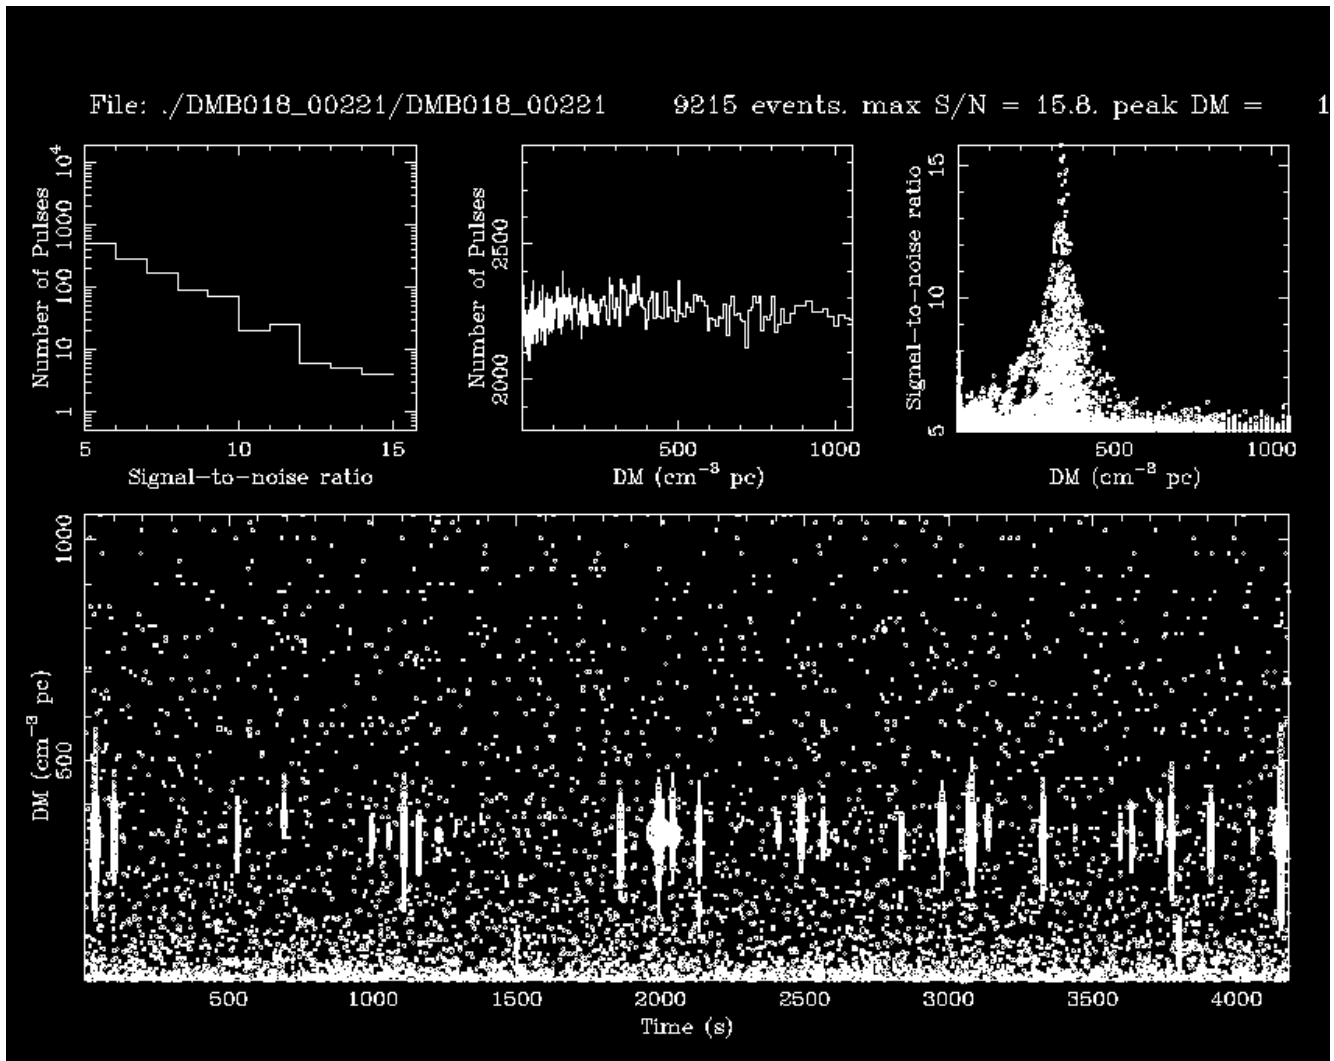 File: ./DMB018_00221/DMB018_00221 9215 events. max S/N = 15.8. peak DM = 1
Number of Pulses
10⁴
1000
100
10
1
5 10 15
Signal-to-noise ratio
Number of Pulses
2500
2000
500 1000
DM (cm⁻³ pc)
Signal-to-noise ratio
15
10
5
500 1000
DM (cm⁻³ pc)
DM (cm⁻³ pc)
1000
500
500 1000 1500 2000 2500 3000 3500 4000
Time (s)